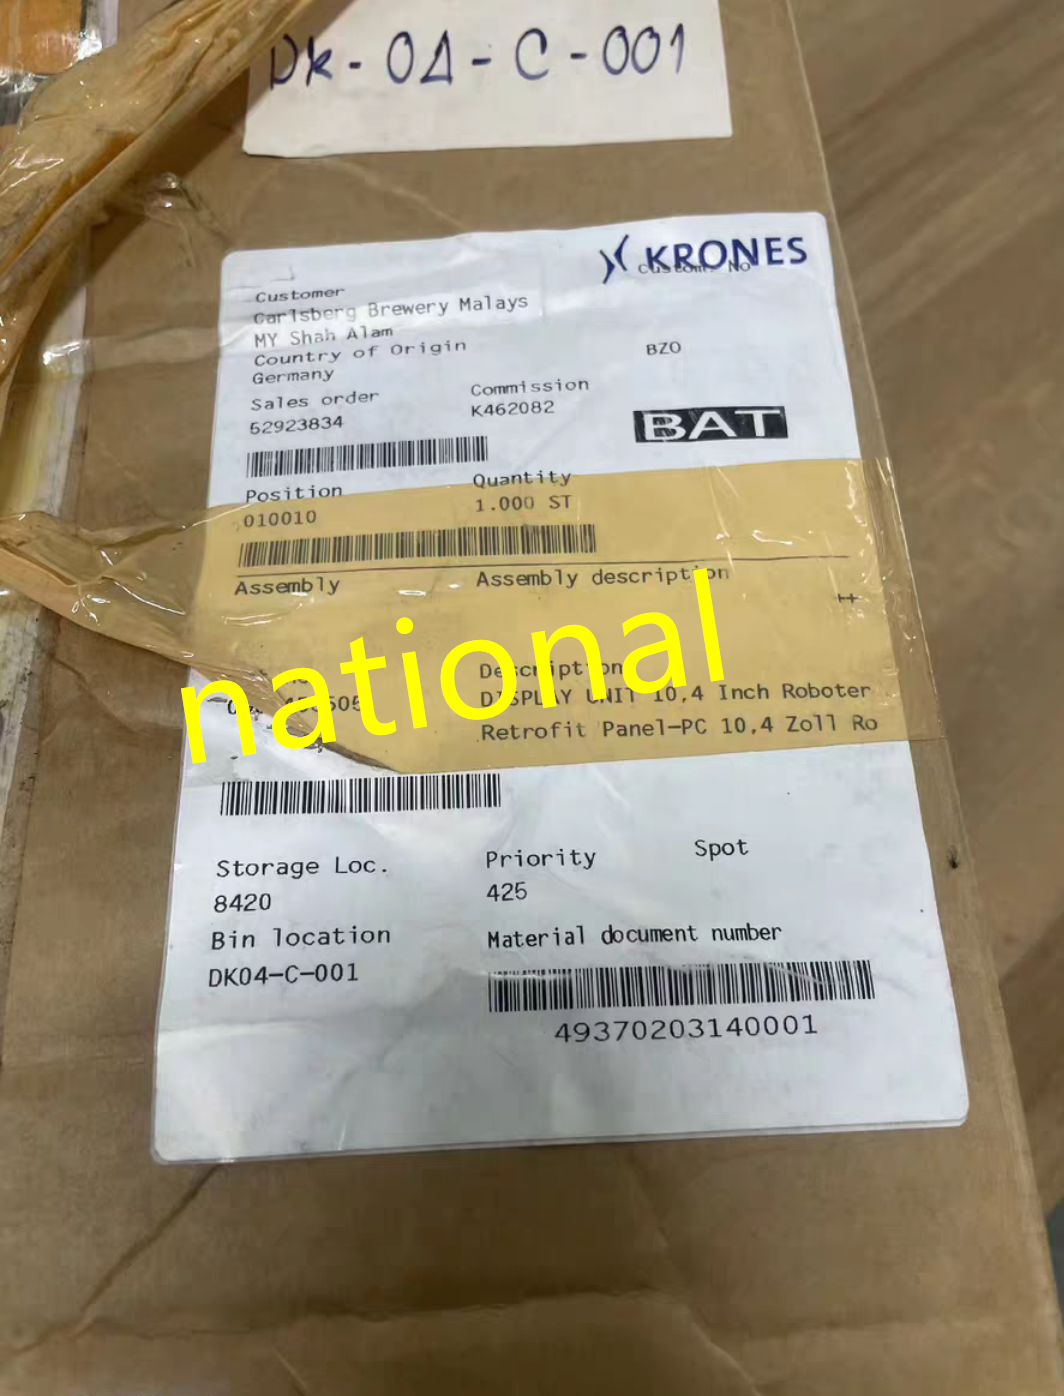 Dk-04-C-001
KRONES
Custom. No
Customer
Carlsberg Brewery Malays
MY Shah Alam
Country of Origin
Germany
BZO
Sales order
52923834
Commission
K462082
BAT
Position
010010
Quantity
1.000 ST
Assembly
Assembly description
national
Description
DISPLAY UNIT 10,4 Inch Roboter
Retrofit Panel-PC 10,4 Zoll Ro
Storage Loc.
8420
Priority
425
Spot
Bin location
DK04-C-001
Material document number
49370203140001